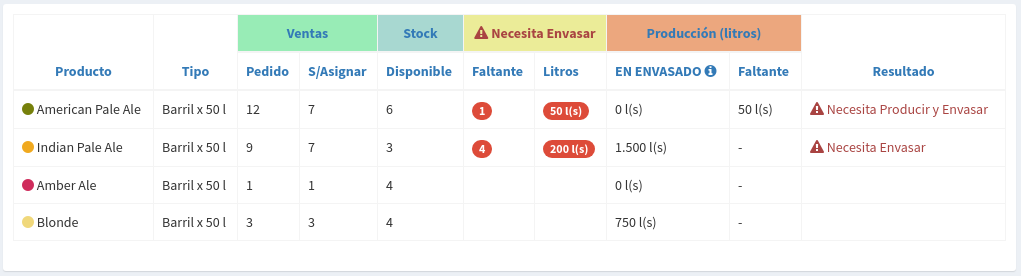 Ventas Stock Necesita Envasar Producción (litros)
Producto Tipo Pedido S/Asignar Disponible Faltante Litros EN ENVASADO Faltante Resultado
American Pale Ale Barril x 50 l 12 7 6 1 50 l(s) 0 l(s) 50 l(s) Necesita Producir y Envasar
Indian Pale Ale Barril x 50 l 9 7 3 4 200 l(s) 1.500 l(s) - Necesita Envasar
Amber Ale Barril x 50 l 1 1 4 0 l(s) -
Blonde Barril x 50 l 3 3 4 750 l(s) -